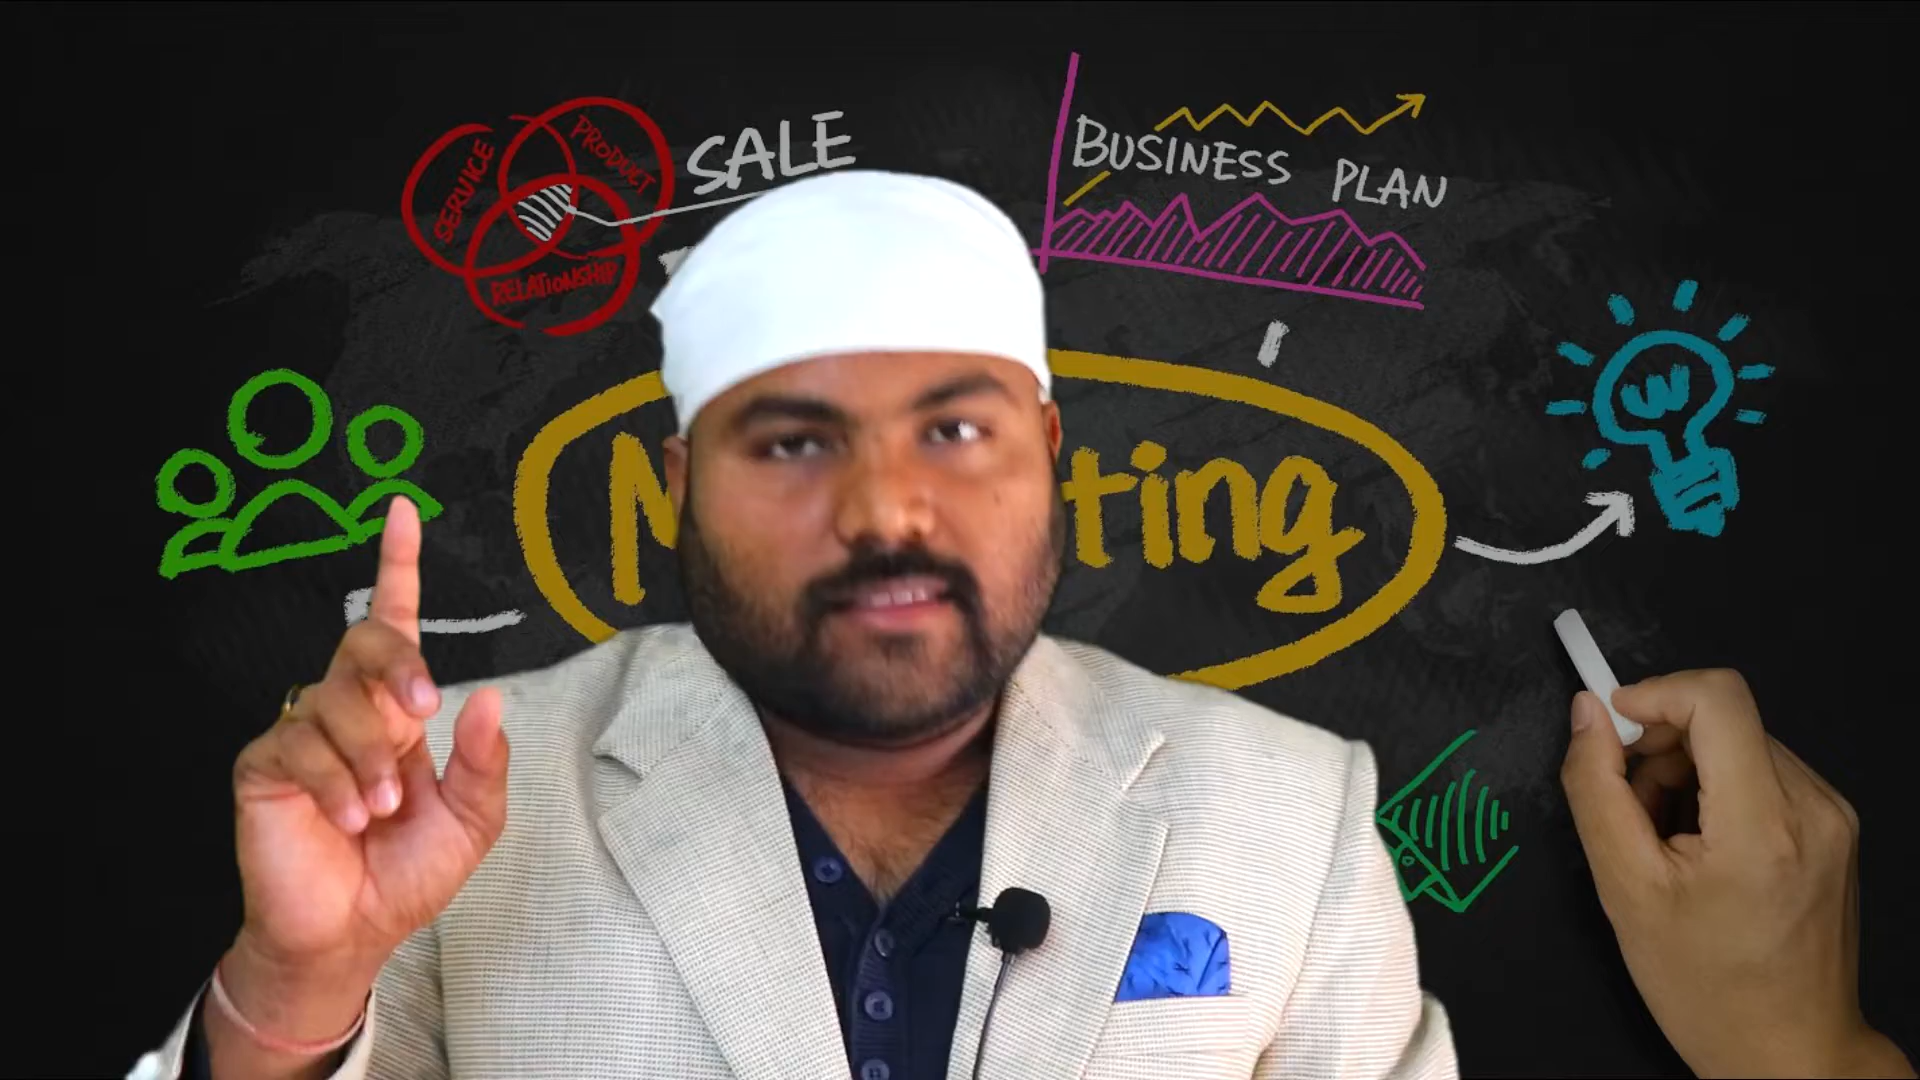 SERVICE
PRODUCT
RELATIONSHIP
SALE
BUSINESS PLAN
M ting